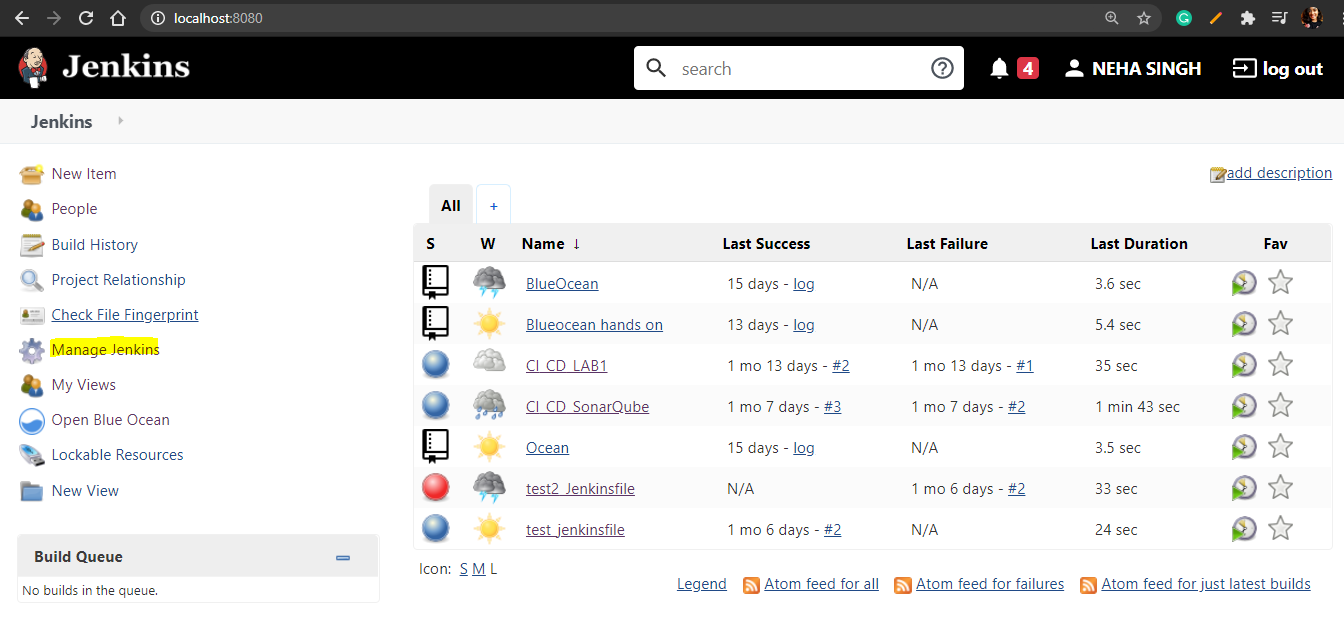 localhost:8080
Jenkins
search
4
NEHA SINGH
log out
Jenkins
New Item
People
Build History
Project Relationship
Check File Fingerprint
Manage Jenkins
My Views
Open Blue Ocean
Lockable Resources
New View
Build Queue
No builds in the queue.
add description
All +
S W Name ↓ Last Success Last Failure Last Duration Fav
BlueOcean 15 days - log N/A 3.6 sec
Blueocean hands on 13 days - log N/A 5.4 sec
CI_CD_LAB1 1 mo 13 days - #2 1 mo 13 days - #1 35 sec
CI_CD_SonarQube 1 mo 7 days - #3 1 mo 7 days - #2 1 min 43 sec
Ocean 15 days - log N/A 3.5 sec
test2_Jenkinsfile N/A 1 mo 6 days - #2 33 sec
test_jenkinsfile 1 mo 6 days - #2 N/A 24 sec
Icon: S M L
Legend Atom feed for all Atom feed for failures Atom feed for just latest builds